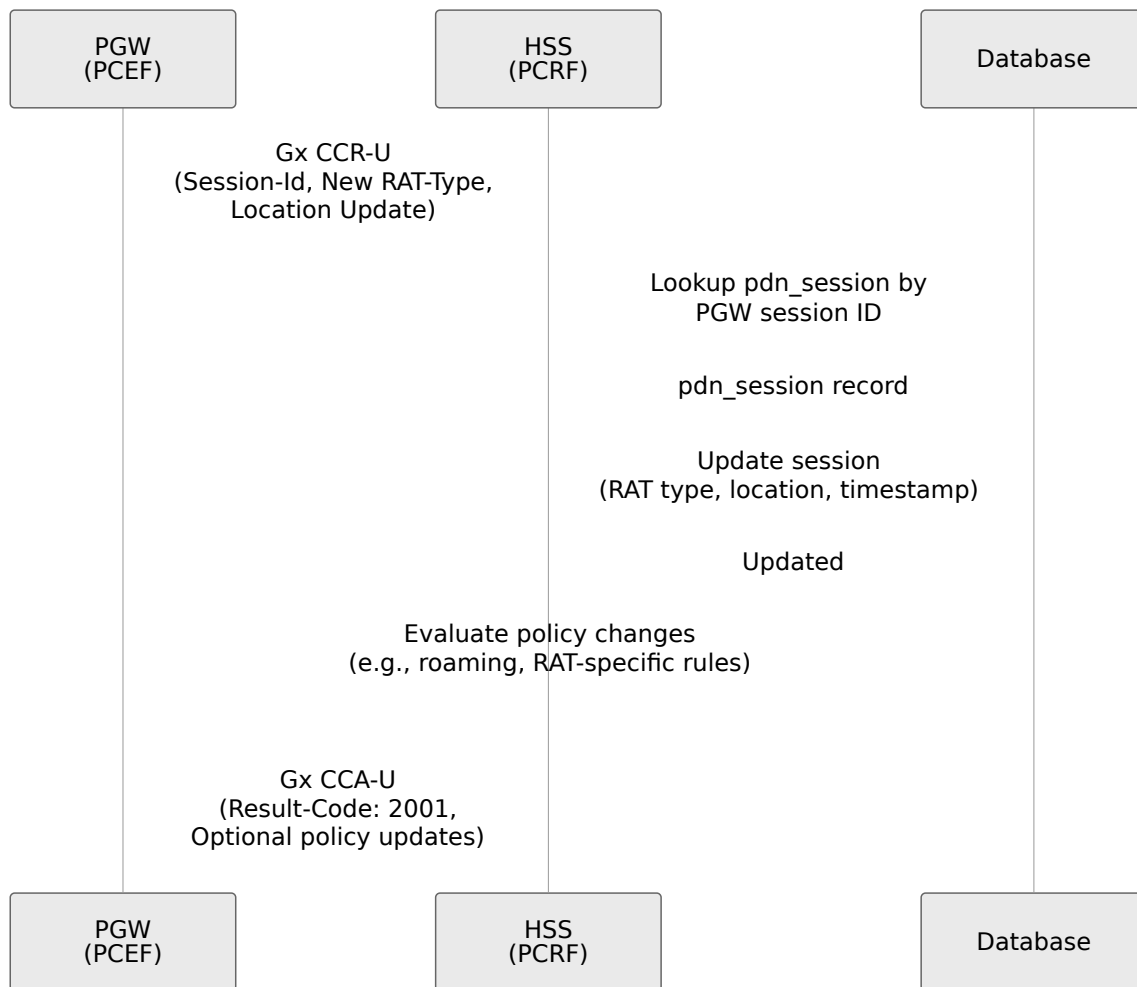 PGW
(PCEF)
HSS
(PCRF)
Database
Gx CCR-U
(Session-Id, New RAT-Type,
Location Update)
Lookup pdn_session by
PGW session ID
pdn_session record
Update session
(RAT type, location, timestamp)
Updated
Evaluate policy changes
(e.g., roaming, RAT-specific rules)
Gx CCA-U
(Result-Code: 2001,
Optional policy updates)
PGW
(PCEF)
HSS
(PCRF)
Database